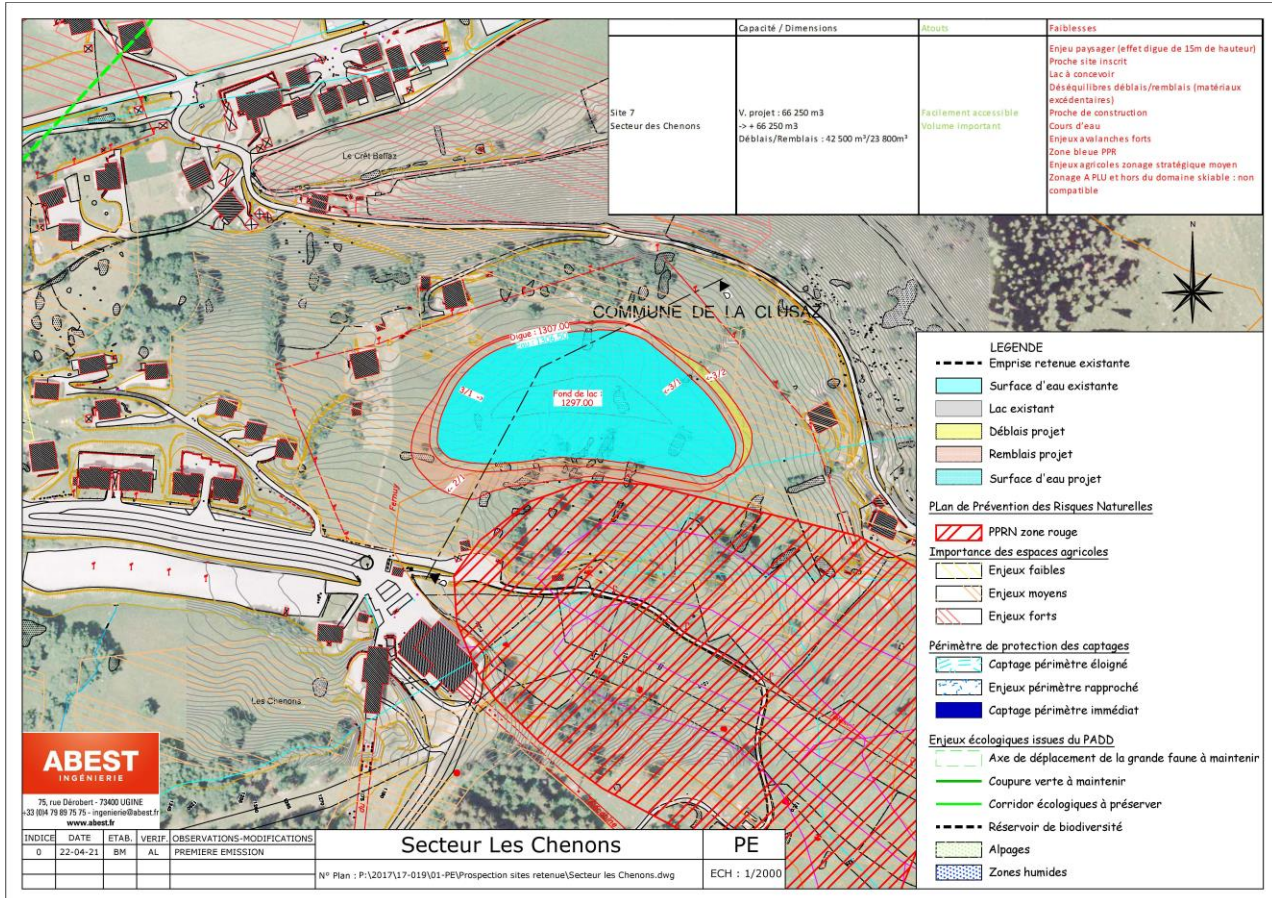 Capacité / Dimensions
Atouts
Faiblesses
Site 7
Secteur des Chenons
V. projet : 66 250 m3
-> + 66 250 m3
Déblais/Remblais : 42 500 m³/23 800m³
Facilement accessible
Volume important
Enjeu paysager (effet digue de 15m de hauteur)
Proche site inscrit
Lac à concevoir
Déséquilibres déblais/remblais (matériaux
excédentaires)
Proche de construction
Cours d'eau
Enjeux avalanches forts
Zone bleue PPR
Enjeux agricoles zonage stratégique moyen
Zonage A PLU et hors du domaine skiable : non
compatible
Le Crêt Battaz
N
COMMUNE DE LA CLUSAZ
Digue : 1307.00
Fond de lac :
1297.00
3/1 ->
<-3/1
<-3/2
<- 2/1
Fernuy
Les Chenons
LEGENDE
Emprise retenue existante
Surface d'eau existante
Lac existant
Déblais projet
Remblais projet
Surface d'eau projet
PLan de Prévention des Risques Naturelles
PPRN zone rouge
Importance des espaces agricoles
Enjeux faibles
Enjeux moyens
Enjeux forts
Périmètre de protection des captages
Captage périmètre éloigné
Enjeux périmètre rapproché
Captage périmètre immédiat
Enjeux écologiques issues du PADD
Axe de déplacement de la grande faune à maintenir
Coupure verte à maintenir
Corridor écologiques à préserver
Réservoir de biodiversité
Alpages
Zones humides
ABEST
INGÉNIERIE
75, rue Dérobert - 73400 UGINE
+33 (0)4 79 89 75 75 - ingenierie@abest.fr
www.abest.fr
INDICE DATE ETAB. VERIF. OBSERVATIONS-MODIFICATIONS
0 22-04-21 BM AL PREMIERE EMISSION
Secteur Les Chenons
PE
N° Plan : P:\2017\17-019\01-PE\Prospection sites retenue\Secteur les Chenons.dwg
ECH : 1/2000